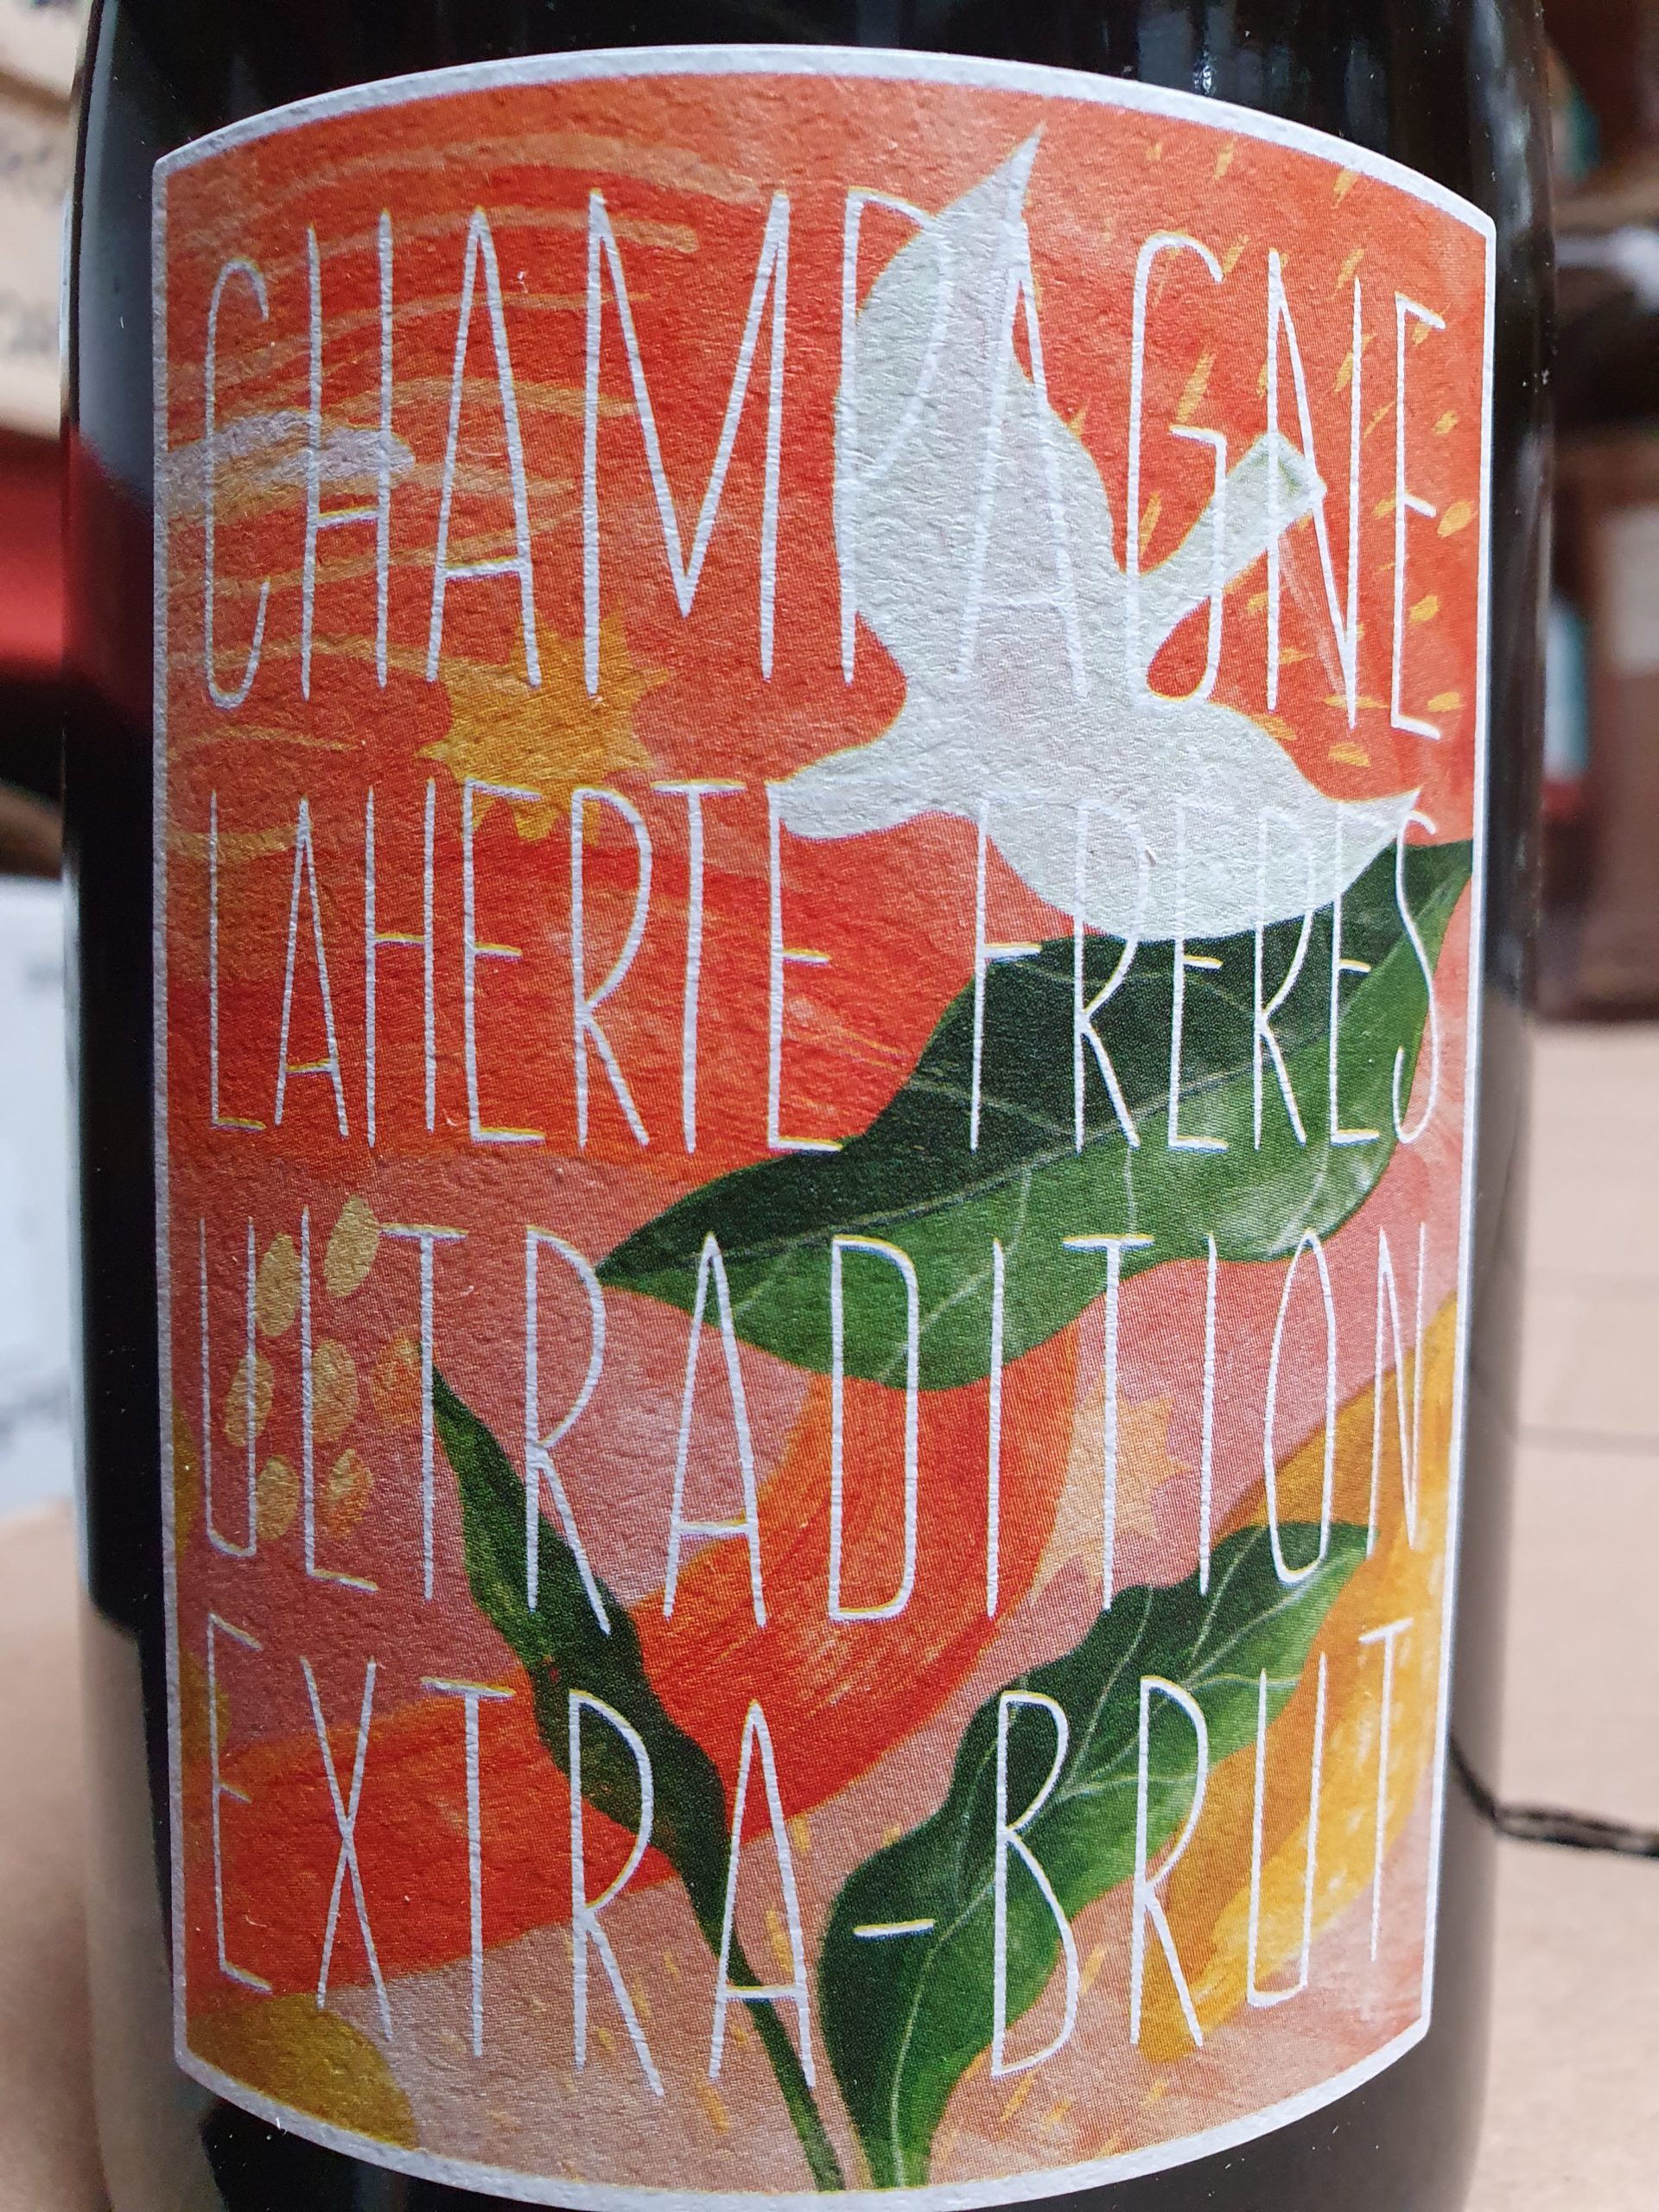 CHAMPAGNE
LAHERTE FRERES
ULTRADITION
EXTRA-BRUT